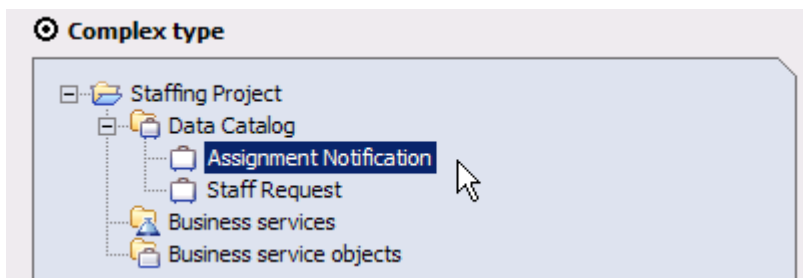 Complex type
Staffing Project
Data Catalog
Assignment Notification
Staff Request
Business services
Business service objects